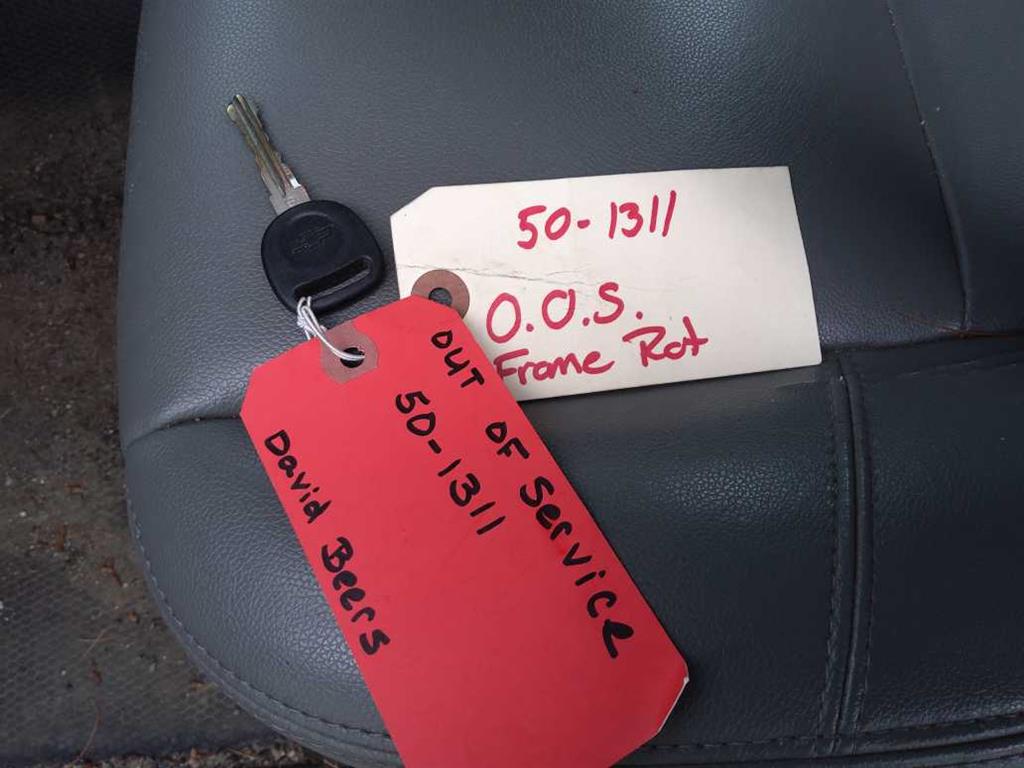 50-1311
O.O.S.
Frame Rot
OUT OF Service
50-1311
David Beers